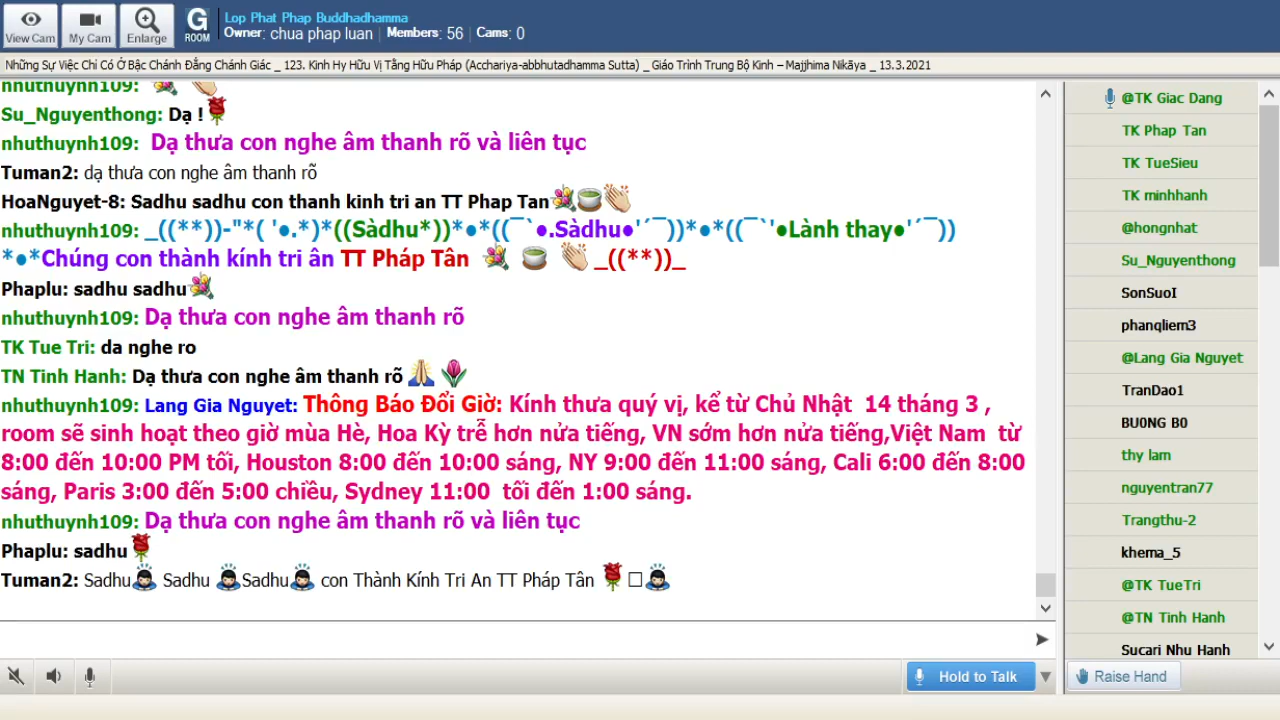 View Cam
My Cam
Enlarge
G
ROOM
Lop Phat Phap Buddhadhamma
Owner: chua phap luan | Members: 56 | Cams: 0
Những Sự Việc Chỉ Có Ở Bậc Chánh Đẳng Chánh Giác _ 123. Kinh Hy Hữu Vị Tằng Hữu Pháp (Acchariya-abbhutadhamma Sutta) _ Giáo Trình Trung Bộ Kinh – Majjhima Nikāya _ 13.3.2021
nhuthuynh109:
Su_Nguyenthong: Dạ !
nhuthuynh109: Dạ thưa con nghe âm thanh rõ và liên tục
Tuman2: dạ thưa con nghe âm thanh rõ
HoaNguyet-8: Sadhu sadhu con thanh kinh tri an TT Phap Tan
nhuthuynh109: _((**))-"*( '●.*)*((Sàdhu*))*●*((¯`●.Sàdhu●'´¯))*●*((¯`'●Lành thay●'´¯))
*●*Chúng con thành kính tri ân TT Pháp Tân _((**))_
Phaplu: sadhu sadhu
nhuthuynh109: Dạ thưa con nghe âm thanh rõ
TK Tue Tri: da nghe ro
TN Tinh Hanh: Dạ thưa con nghe âm thanh rõ
nhuthuynh109: Lang Gia Nguyet: Thông Báo Đổi Giờ: Kính thưa quý vị, kể từ Chủ Nhật 14 tháng 3 ,
room sẽ sinh hoạt theo giờ mùa Hè, Hoa Kỳ trễ hơn nửa tiếng, VN sớm hơn nửa tiếng,Việt Nam từ
8:00 đến 10:00 PM tối, Houston 8:00 đến 10:00 sáng, NY 9:00 đến 11:00 sáng, Cali 6:00 đến 8:00
sáng, Paris 3:00 đến 5:00 chiều, Sydney 11:00 tối đến 1:00 sáng.
nhuthuynh109: Dạ thưa con nghe âm thanh rõ và liên tục
Phaplu: sadhu
Tuman2: Sadhu Sadhu Sadhu con Thành Kính Tri An TT Pháp Tân
@TK Giac Dang
TK Phap Tan
TK TueSieu
TK minhhanh
@hongnhat
Su_Nguyenthong
SonSuoI
phanqliem3
@Lang Gia Nguyet
TranDao1
BU0NG B0
thy lam
nguyentran77
Trangthu-2
khema_5
@TK TueTri
@TN Tinh Hanh
Sucari Nhu Hanh
Hold to Talk
Raise Hand